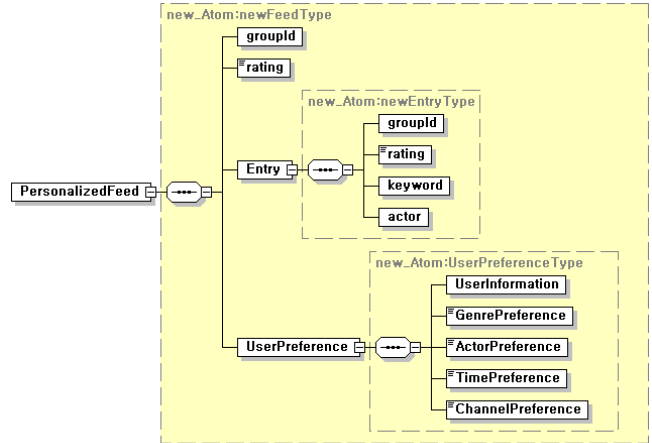 new_Atom:newFeedType
groupId
rating
new_Atom:newEntryType
groupId
rating
Entry
keyword
PersonalizedFeed
actor
new_Atom:UserPreferenceType
UserInformation
GenrePreference
UserPreference
ActorPreference
TimePreference
ChannelPreference